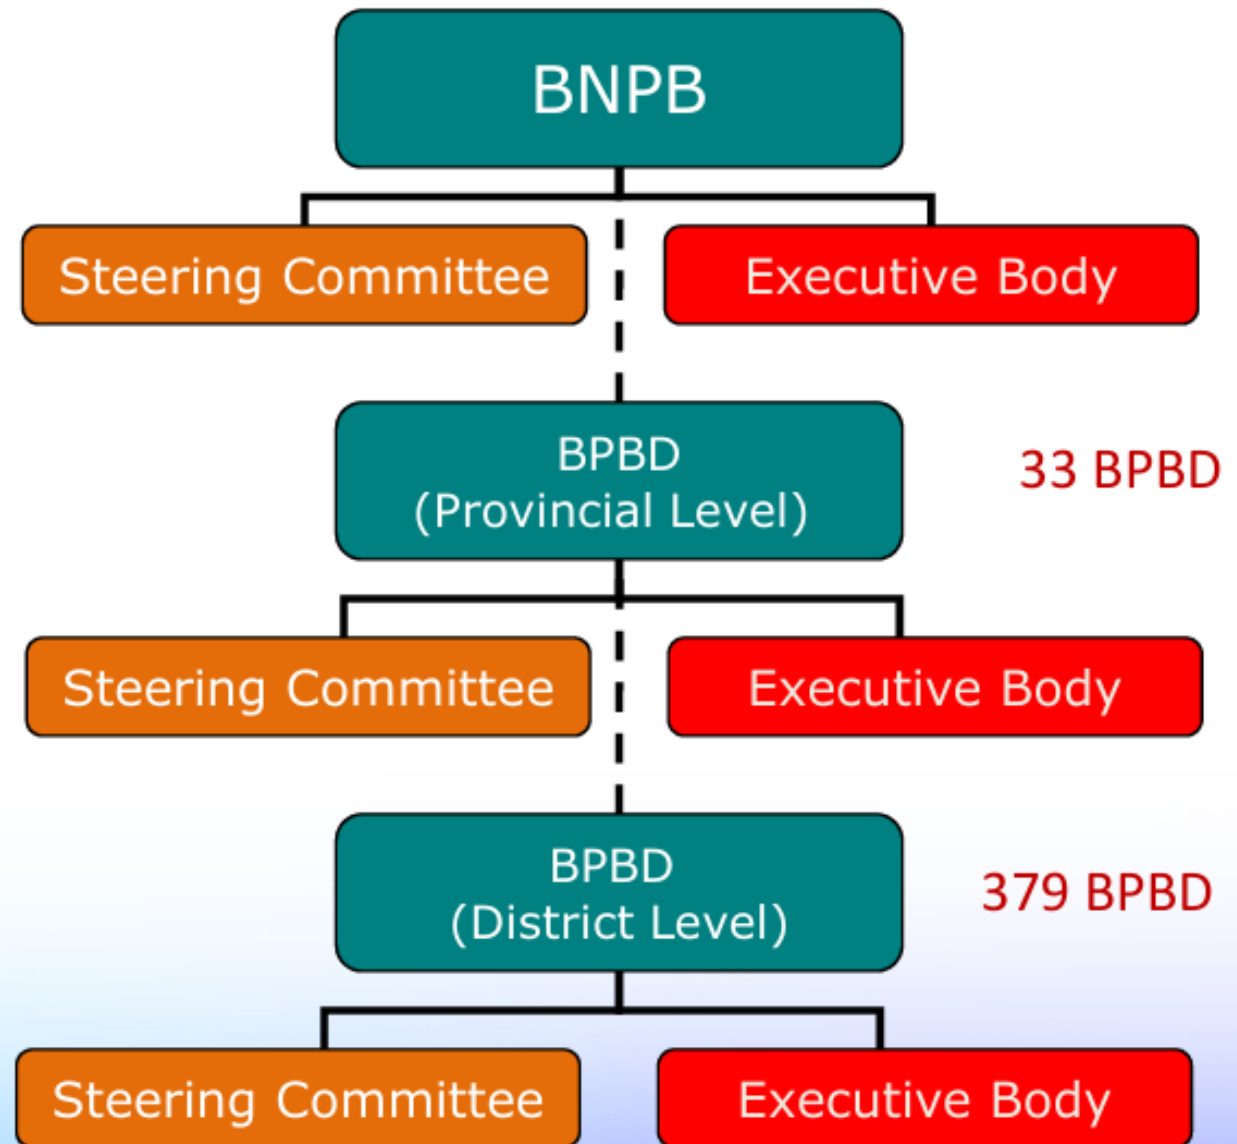 BNPB
Steering Committee
Executive Body
BPBD
(Provincial Level)
33 BPBD
Steering Committee
Executive Body
BPBD
(District Level)
379 BPBD
Steering Committee
Executive Body